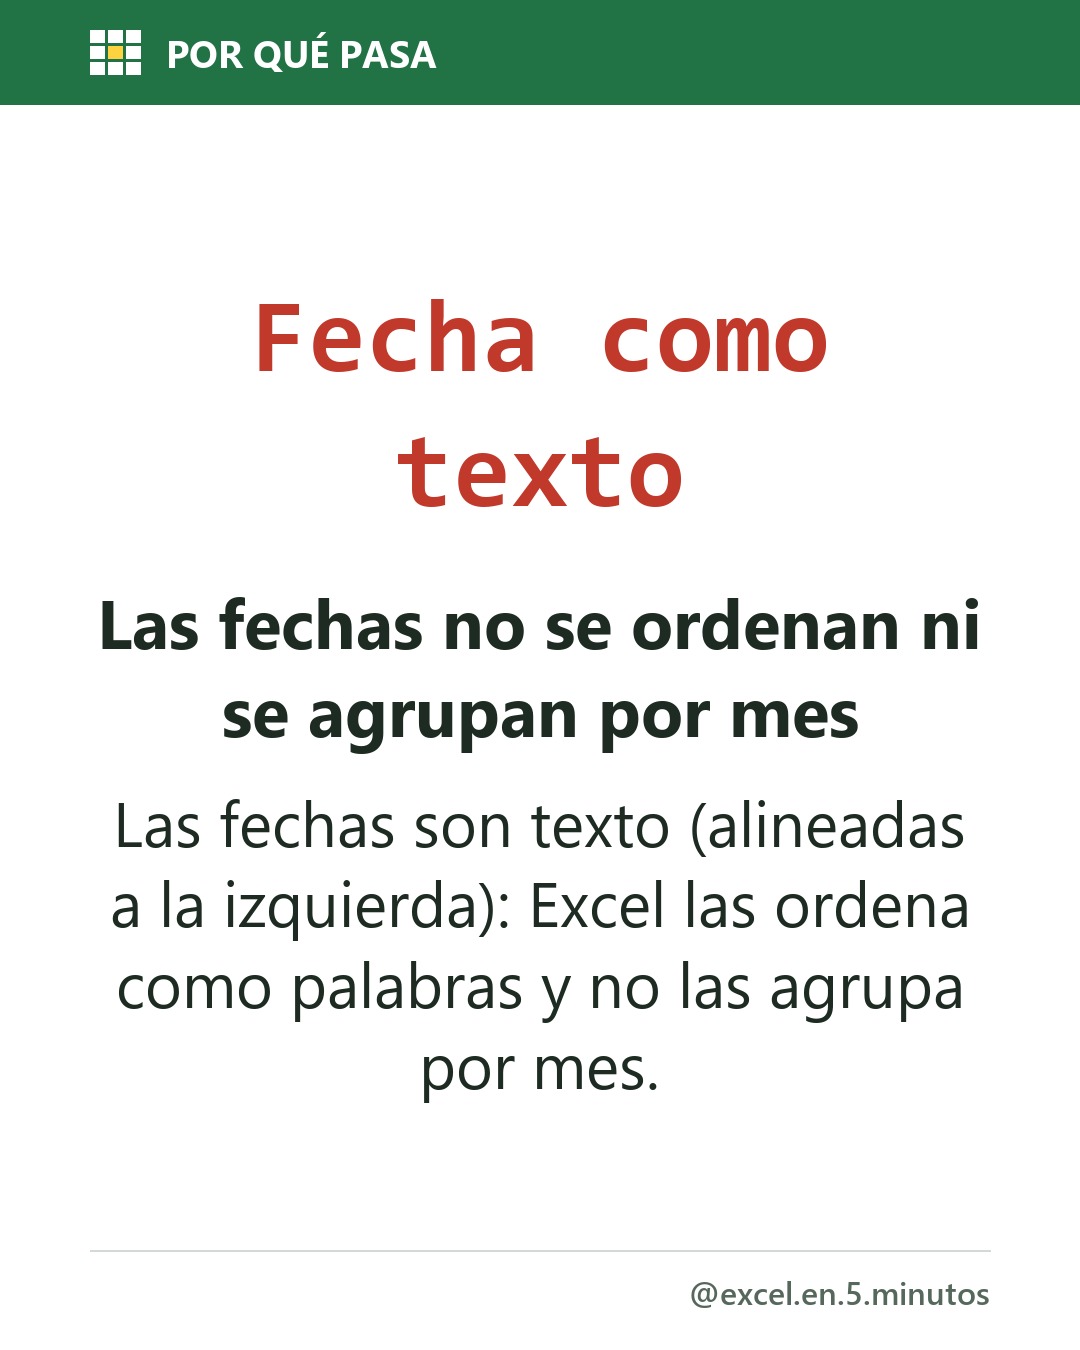 POR QUÉ PASA
Fecha como
texto
Las fechas no se ordenan ni
se agrupan por mes
Las fechas son texto (alineadas
a la izquierda): Excel las ordena
como palabras y no las agrupa
por mes.
@excel.en.5.minutos